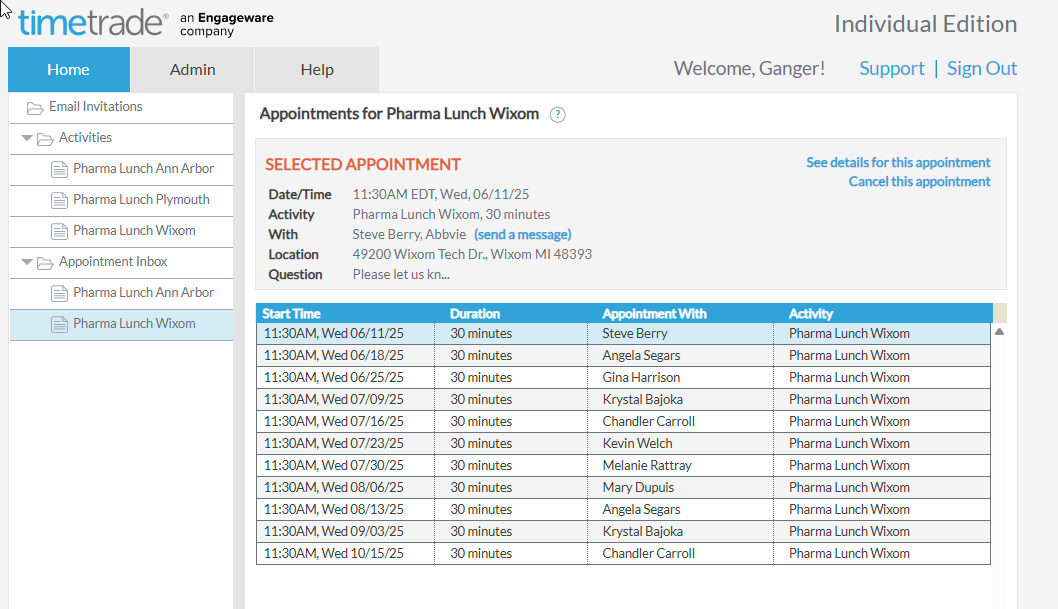 timetrade® an Engageware company
Individual Edition
Home Admin Help
Welcome, Ganger! Support | Sign Out
Email Invitations
Activities
Pharma Lunch Ann Arbor
Pharma Lunch Plymouth
Pharma Lunch Wixom
Appointment Inbox
Pharma Lunch Ann Arbor
Pharma Lunch Wixom
Appointments for Pharma Lunch Wixom ?
SELECTED APPOINTMENT
See details for this appointment
Cancel this appointment
Date/Time 11:30AM EDT, Wed, 06/11/25
Activity Pharma Lunch Wixom, 30 minutes
With Steve Berry, Abbvie (send a message)
Location 49200 Wixom Tech Dr., Wixom MI 48393
Question Please let us kn...
Start Time Duration Appointment With Activity
11:30AM, Wed 06/11/25 30 minutes Steve Berry Pharma Lunch Wixom
11:30AM, Wed 06/18/25 30 minutes Angela Segars Pharma Lunch Wixom
11:30AM, Wed 06/25/25 30 minutes Gina Harrison Pharma Lunch Wixom
11:30AM, Wed 07/09/25 30 minutes Krystal Bajoka Pharma Lunch Wixom
11:30AM, Wed 07/16/25 30 minutes Chandler Carroll Pharma Lunch Wixom
11:30AM, Wed 07/23/25 30 minutes Kevin Welch Pharma Lunch Wixom
11:30AM, Wed 07/30/25 30 minutes Melanie Rattray Pharma Lunch Wixom
11:30AM, Wed 08/06/25 30 minutes Mary Dupuis Pharma Lunch Wixom
11:30AM, Wed 08/13/25 30 minutes Angela Segars Pharma Lunch Wixom
11:30AM, Wed 09/03/25 30 minutes Krystal Bajoka Pharma Lunch Wixom
11:30AM, Wed 10/15/25 30 minutes Chandler Carroll Pharma Lunch Wixom